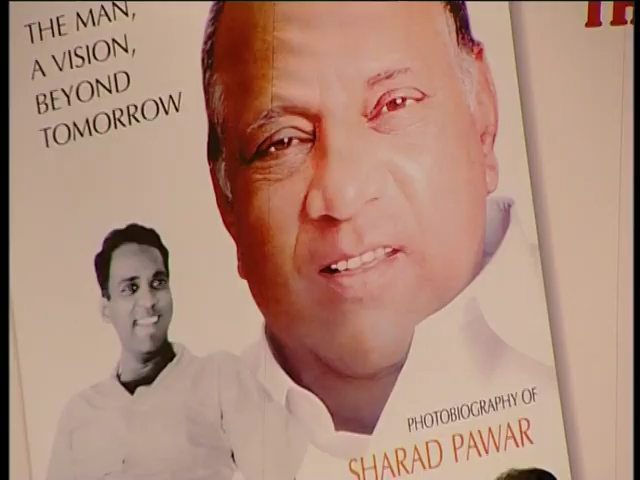 THE MAN,
A VISION,
BEYOND
TOMORROW
PHOTOBIOGRAPHY OF
SHARAD PAWAR